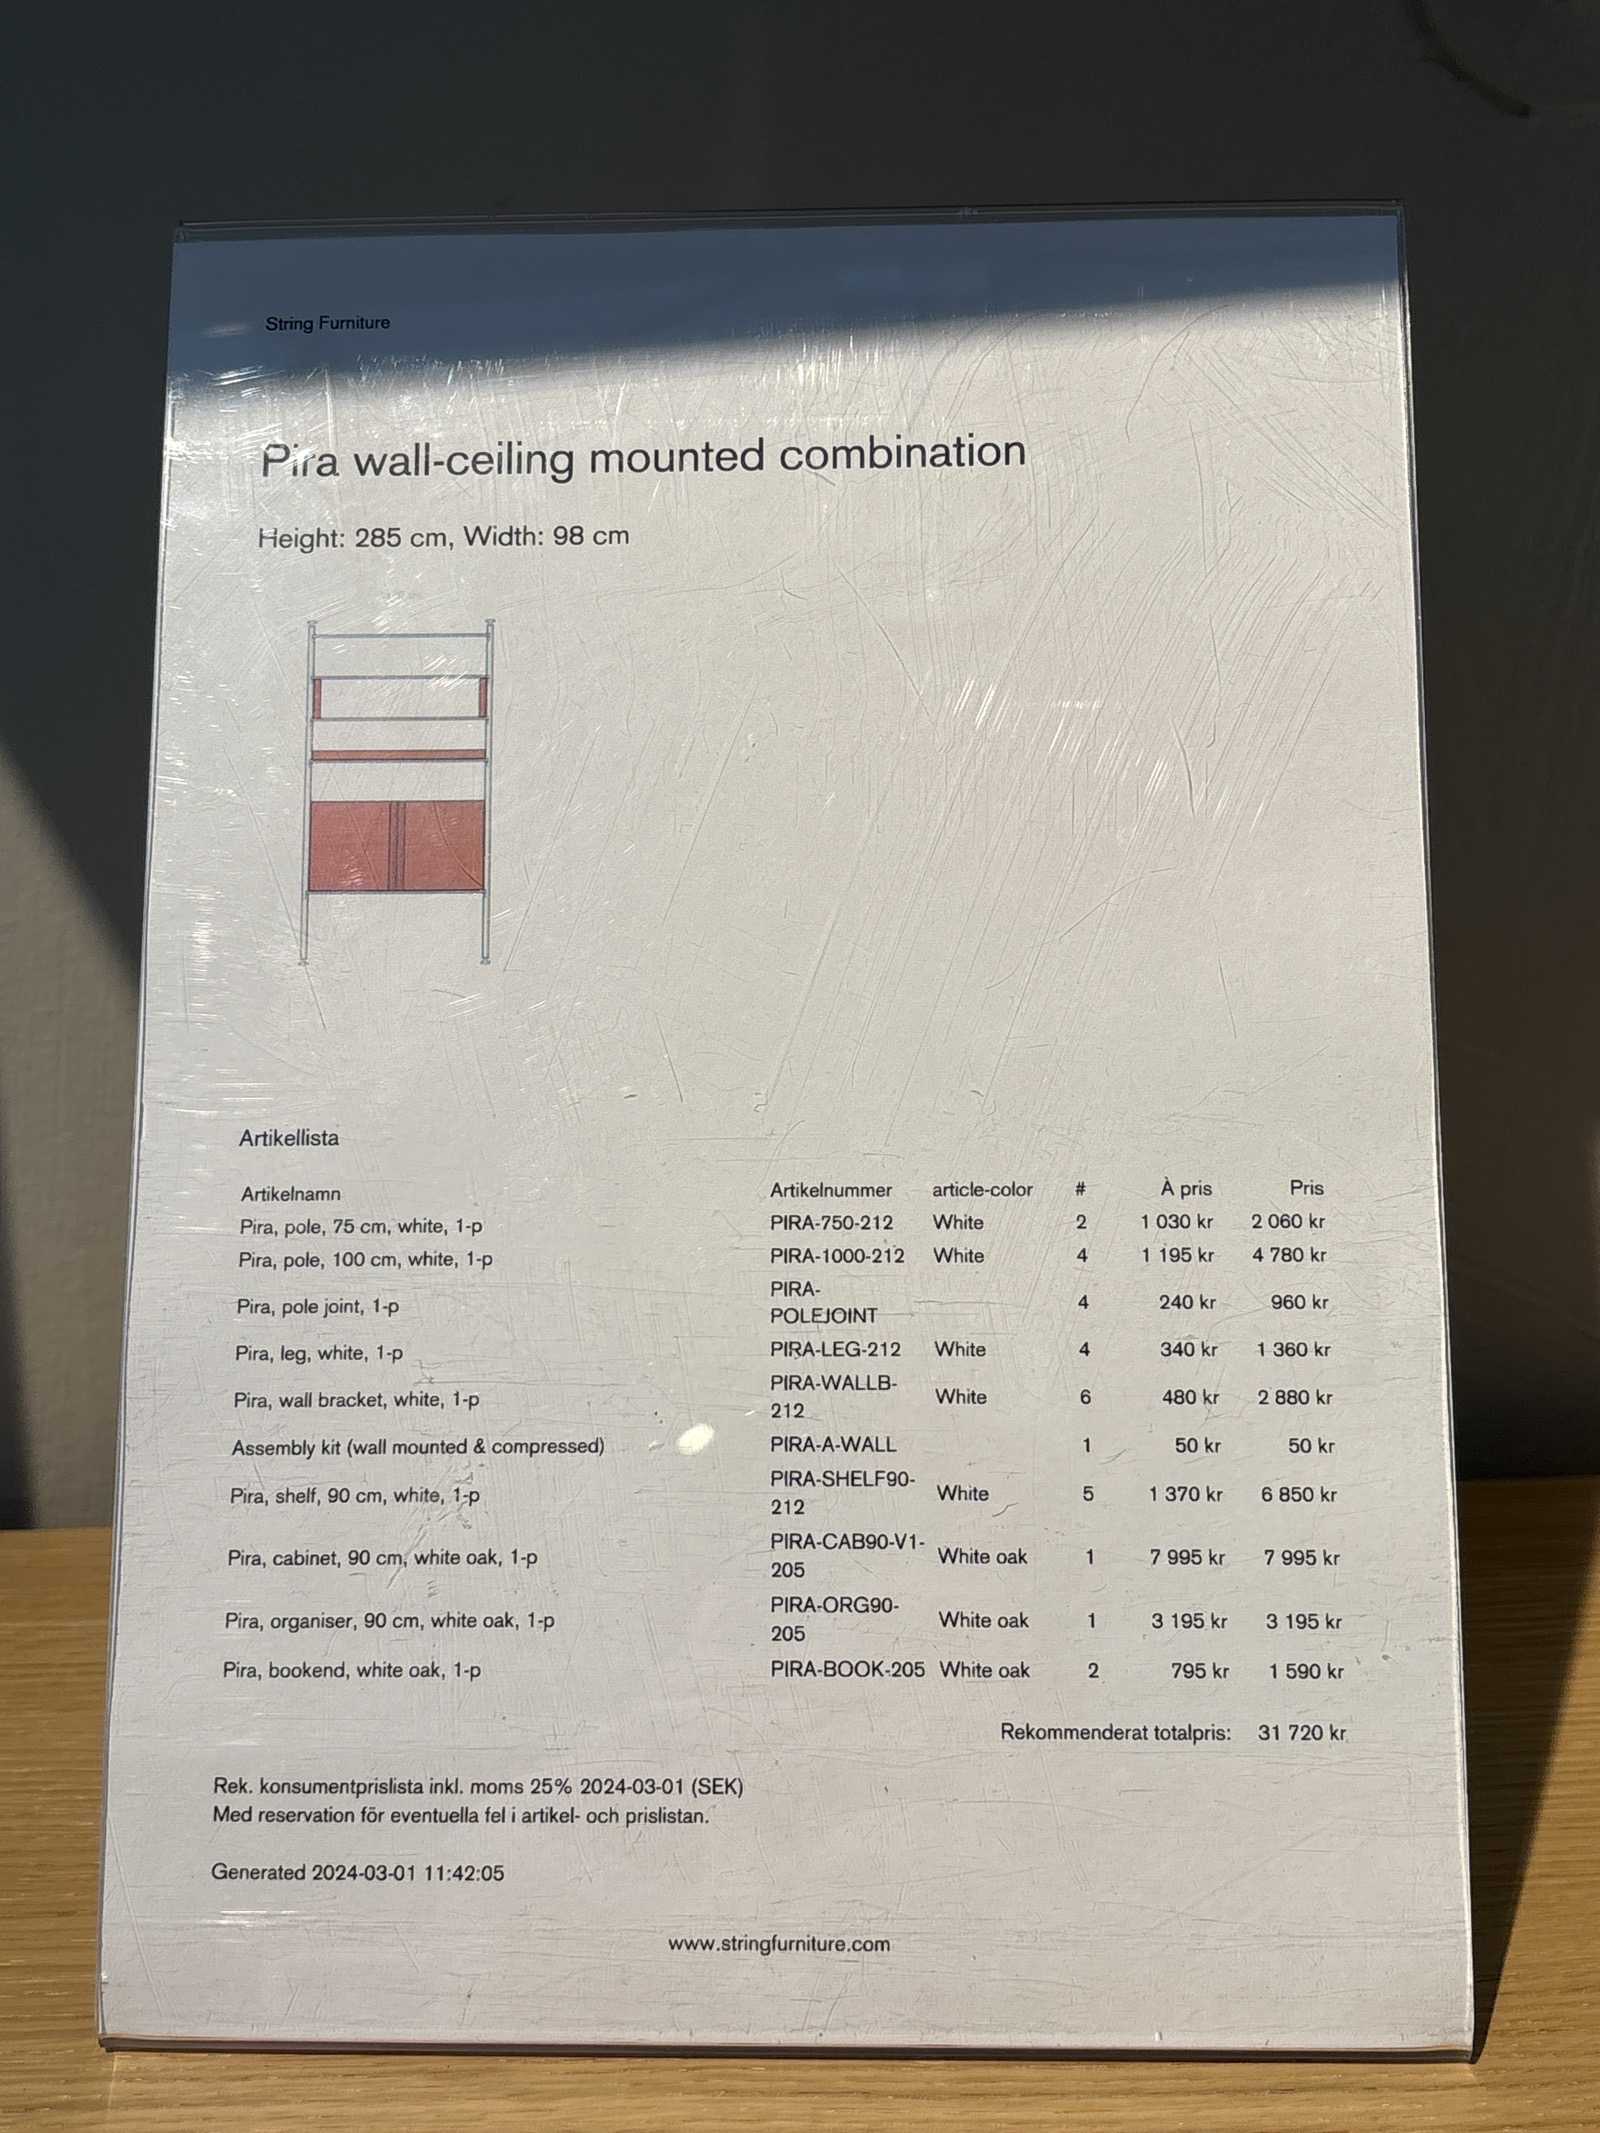 String Furniture
Pira wall-ceiling mounted combination
Height: 285 cm, Width: 98 cm
Artikellista
Artikelnamn Artikelnummer article-color # À pris Pris
Pira, pole, 75 cm, white, 1-p PIRA-750-212 White 2 1 030 kr 2 060 kr
Pira, pole, 100 cm, white, 1-p PIRA-1000-212 White 4 1 195 kr 4 780 kr
Pira, pole joint, 1-p PIRA-
POLEJOINT 4 240 kr 960 kr
Pira, leg, white, 1-p PIRA-LEG-212 White 4 340 kr 1 360 kr
Pira, wall bracket, white, 1-p PIRA-WALLB-
212 White 6 480 kr 2 880 kr
Assembly kit (wall mounted & compressed) PIRA-A-WALL 1 50 kr 50 kr
Pira, shelf, 90 cm, white, 1-p PIRA-SHELF90-
212 White 5 1 370 kr 6 850 kr
Pira, cabinet, 90 cm, white oak, 1-p PIRA-CAB90-V1-
205 White oak 1 7 995 kr 7 995 kr
Pira, organiser, 90 cm, white oak, 1-p PIRA-ORG90-
205 White oak 1 3 195 kr 3 195 kr
Pira, bookend, white oak, 1-p PIRA-BOOK-205 White oak 2 795 kr 1 590 kr
Rekommenderat totalpris: 31 720 kr
Rek. konsumentprislista inkl. moms 25% 2024-03-01 (SEK)
Med reservation för eventuella fel i artikel- och prislistan.
Generated 2024-03-01 11:42:05
www.stringfurniture.com